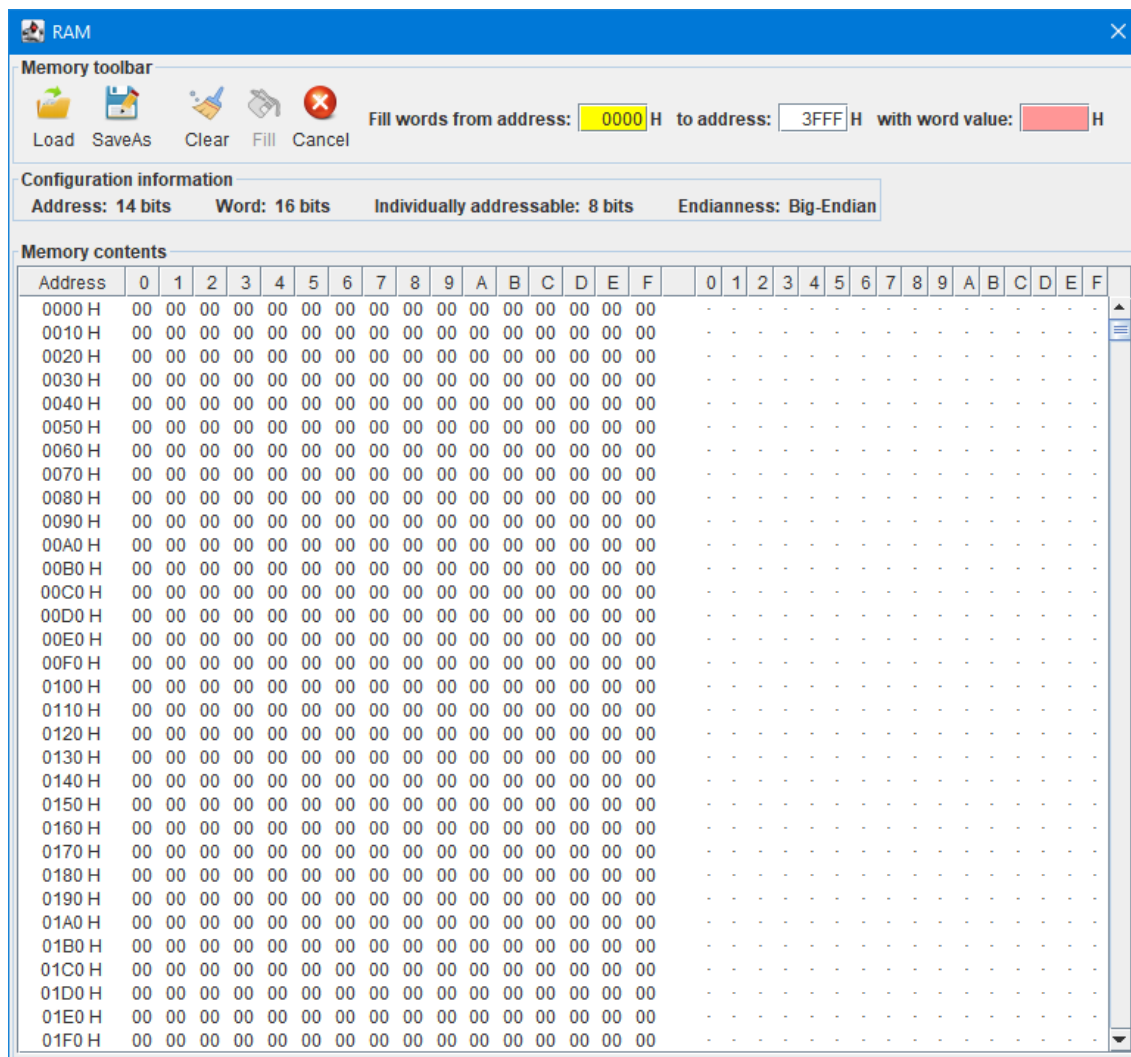 RAM
Memory toolbar
Load SaveAs Clear Fill Cancel Fill words from address: 0000 H to address: 3FFF H with word value: H
Configuration information
Address: 14 bits Word: 16 bits Individually addressable: 8 bits Endianness: Big-Endian
Memory contents
Address 0 1 2 3 4 5 6 7 8 9 A B C D E F 0 1 2 3 4 5 6 7 8 9 A B C D E F
0000 H 00 00 00 00 00 00 00 00 00 00 00 00 00 00 00 00 - - - - - - - - - - - - - - - -
0010 H 00 00 00 00 00 00 00 00 00 00 00 00 00 00 00 00 - - - - - - - - - - - - - - - -
0020 H 00 00 00 00 00 00 00 00 00 00 00 00 00 00 00 00 - - - - - - - - - - - - - - - -
0030 H 00 00 00 00 00 00 00 00 00 00 00 00 00 00 00 00 - - - - - - - - - - - - - - - -
0040 H 00 00 00 00 00 00 00 00 00 00 00 00 00 00 00 00 - - - - - - - - - - - - - - - -
0050 H 00 00 00 00 00 00 00 00 00 00 00 00 00 00 00 00 - - - - - - - - - - - - - - - -
0060 H 00 00 00 00 00 00 00 00 00 00 00 00 00 00 00 00 - - - - - - - - - - - - - - - -
0070 H 00 00 00 00 00 00 00 00 00 00 00 00 00 00 00 00 - - - - - - - - - - - - - - - -
0080 H 00 00 00 00 00 00 00 00 00 00 00 00 00 00 00 00 - - - - - - - - - - - - - - - -
0090 H 00 00 00 00 00 00 00 00 00 00 00 00 00 00 00 00 - - - - - - - - - - - - - - - -
00A0 H 00 00 00 00 00 00 00 00 00 00 00 00 00 00 00 00 - - - - - - - - - - - - - - - -
00B0 H 00 00 00 00 00 00 00 00 00 00 00 00 00 00 00 00 - - - - - - - - - - - - - - - -
00C0 H 00 00 00 00 00 00 00 00 00 00 00 00 00 00 00 00 - - - - - - - - - - - - - - - -
00D0 H 00 00 00 00 00 00 00 00 00 00 00 00 00 00 00 00 - - - - - - - - - - - - - - - -
00E0 H 00 00 00 00 00 00 00 00 00 00 00 00 00 00 00 00 - - - - - - - - - - - - - - - -
00F0 H 00 00 00 00 00 00 00 00 00 00 00 00 00 00 00 00 - - - - - - - - - - - - - - - -
0100 H 00 00 00 00 00 00 00 00 00 00 00 00 00 00 00 00 - - - - - - - - - - - - - - - -
0110 H 00 00 00 00 00 00 00 00 00 00 00 00 00 00 00 00 - - - - - - - - - - - - - - - -
0120 H 00 00 00 00 00 00 00 00 00 00 00 00 00 00 00 00 - - - - - - - - - - - - - - - -
0130 H 00 00 00 00 00 00 00 00 00 00 00 00 00 00 00 00 - - - - - - - - - - - - - - - -
0140 H 00 00 00 00 00 00 00 00 00 00 00 00 00 00 00 00 - - - - - - - - - - - - - - - -
0150 H 00 00 00 00 00 00 00 00 00 00 00 00 00 00 00 00 - - - - - - - - - - - - - - - -
0160 H 00 00 00 00 00 00 00 00 00 00 00 00 00 00 00 00 - - - - - - - - - - - - - - - -
0170 H 00 00 00 00 00 00 00 00 00 00 00 00 00 00 00 00 - - - - - - - - - - - - - - - -
0180 H 00 00 00 00 00 00 00 00 00 00 00 00 00 00 00 00 - - - - - - - - - - - - - - - -
0190 H 00 00 00 00 00 00 00 00 00 00 00 00 00 00 00 00 - - - - - - - - - - - - - - - -
01A0 H 00 00 00 00 00 00 00 00 00 00 00 00 00 00 00 00 - - - - - - - - - - - - - - - -
01B0 H 00 00 00 00 00 00 00 00 00 00 00 00 00 00 00 00 - - - - - - - - - - - - - - - -
01C0 H 00 00 00 00 00 00 00 00 00 00 00 00 00 00 00 00 - - - - - - - - - - - - - - - -
01D0 H 00 00 00 00 00 00 00 00 00 00 00 00 00 00 00 00 - - - - - - - - - - - - - - - -
01E0 H 00 00 00 00 00 00 00 00 00 00 00 00 00 00 00 00 - - - - - - - - - - - - - - - -
01F0 H 00 00 00 00 00 00 00 00 00 00 00 00 00 00 00 00 - - - - - - - - - - - - - - - -